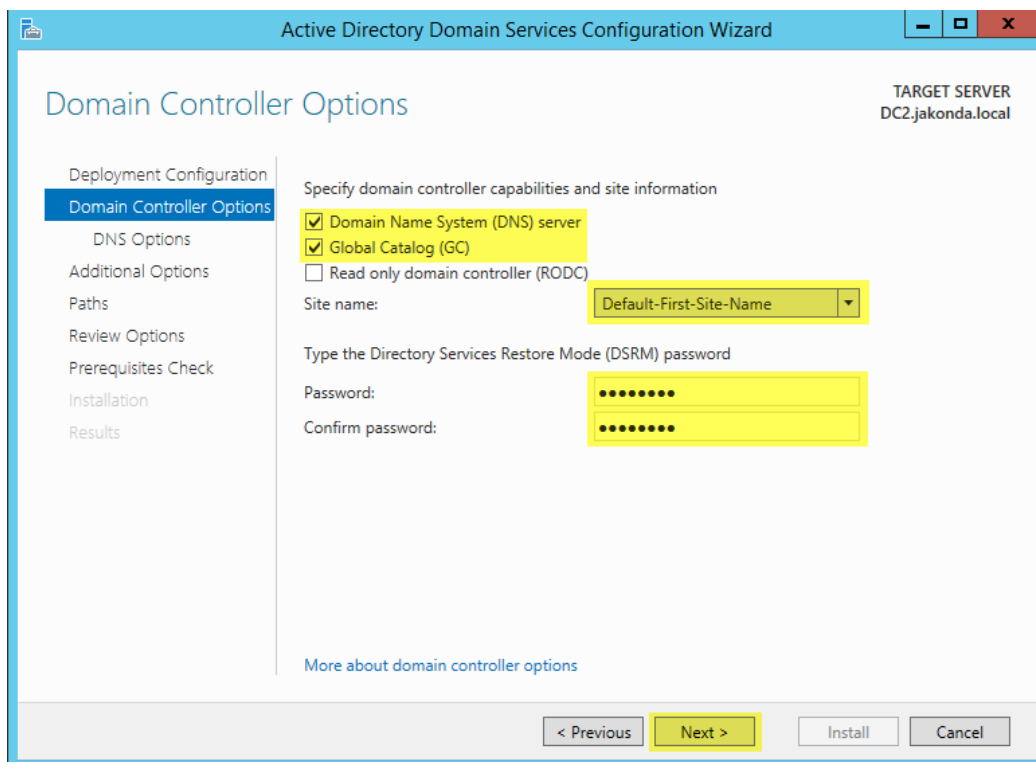 Active Directory Domain Services Configuration Wizard
Domain Controller Options
TARGET SERVER
DC2.jakonda.local
Deployment Configuration
Domain Controller Options
DNS Options
Additional Options
Paths
Review Options
Prerequisites Check
Installation
Results
Specify domain controller capabilities and site information
Domain Name System (DNS) server
Global Catalog (GC)
Read only domain controller (RODC)
Site name: Default-First-Site-Name
Type the Directory Services Restore Mode (DSRM) password
Password: ●●●●●●●●
Confirm password: ●●●●●●●●
More about domain controller options
< Previous Next > Install Cancel